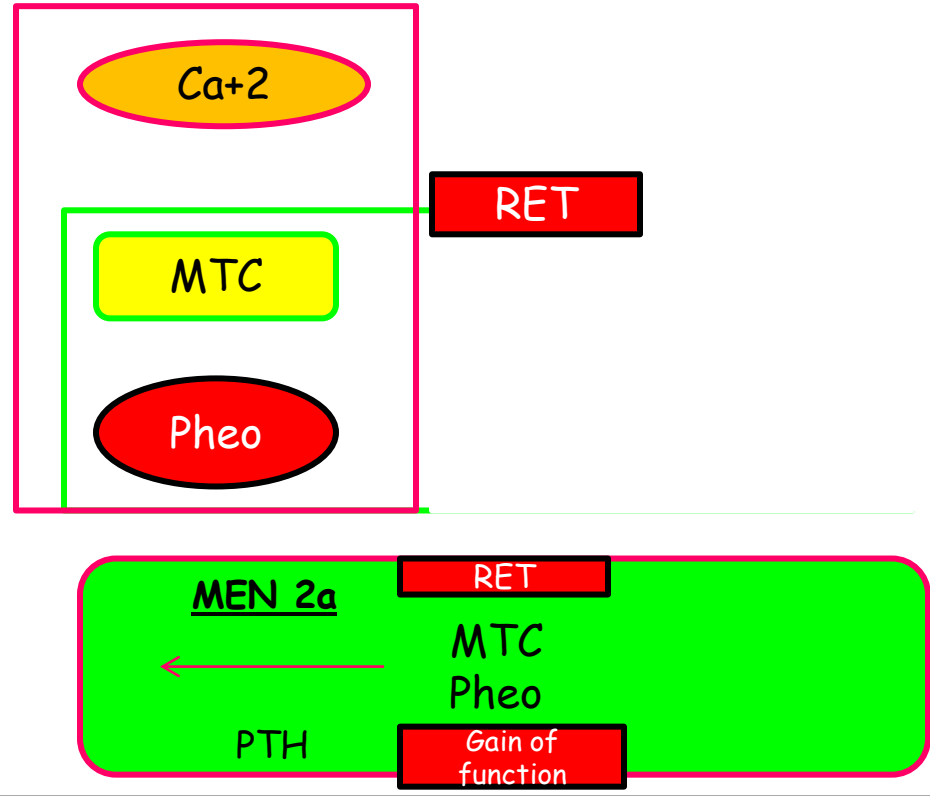 Ca+2
RET
MTC
Pheo
RET
MEN 2a
MTC
Pheo
PTH
Gain of
function